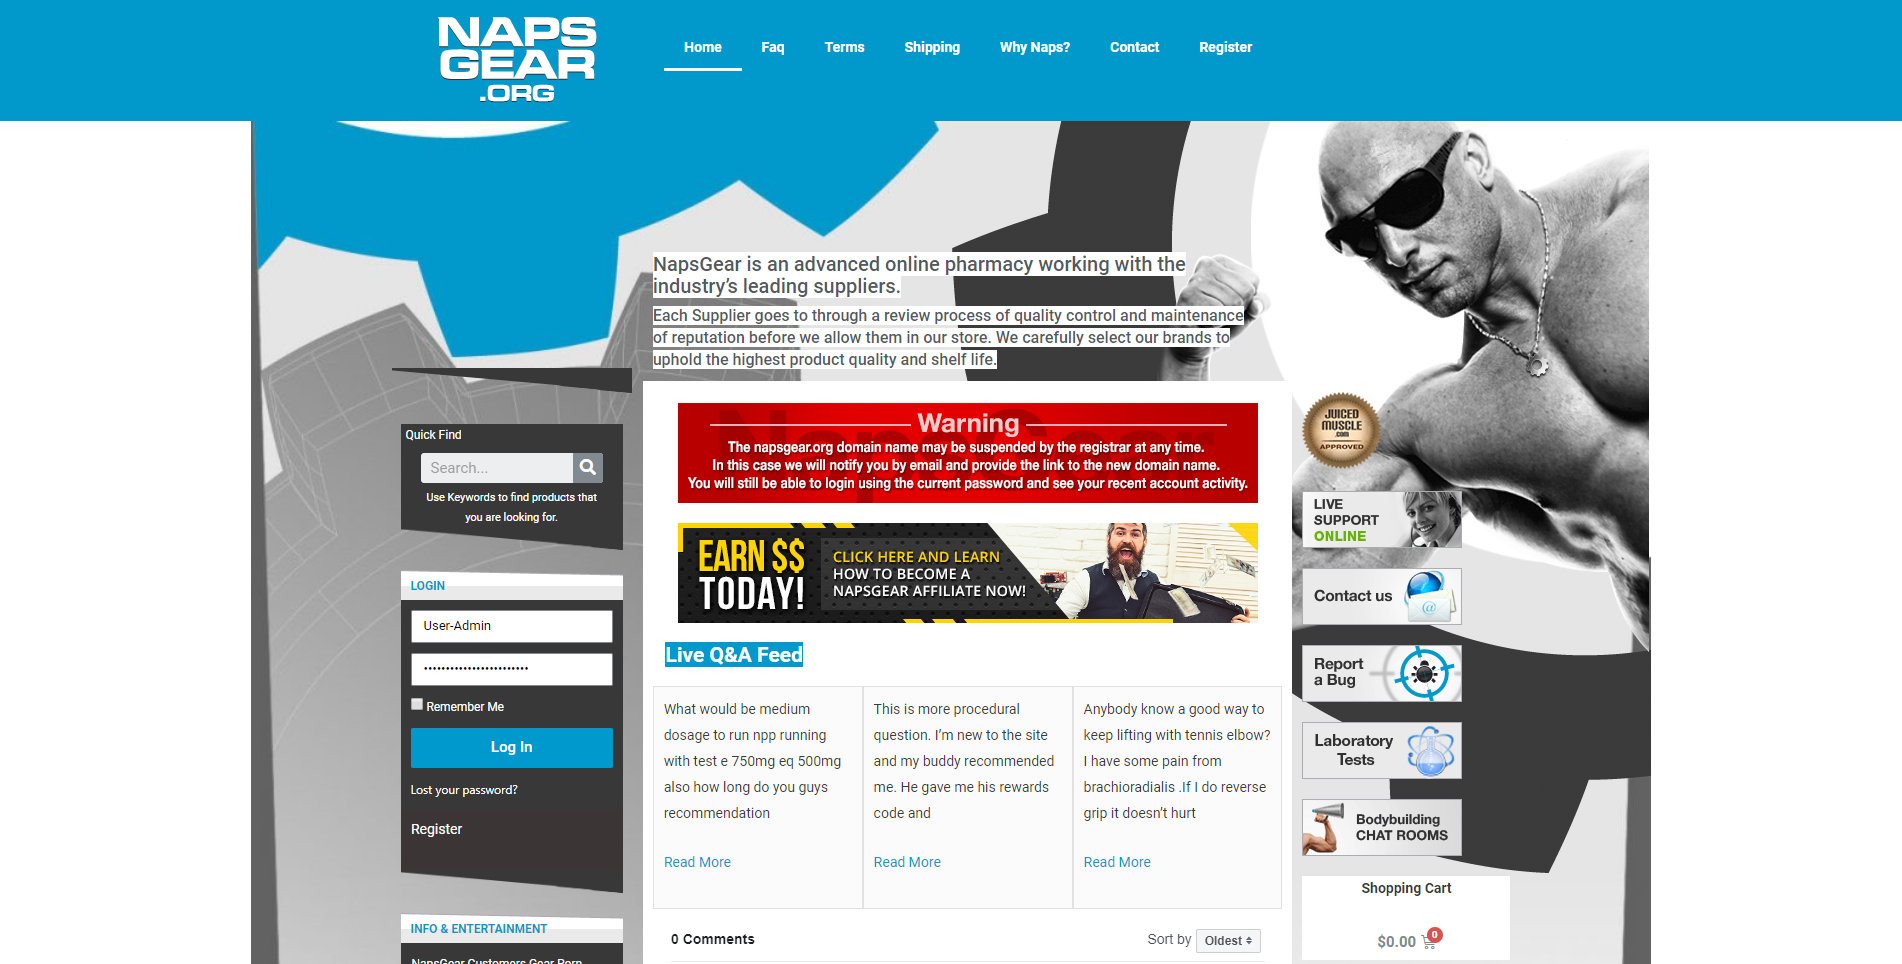 NAPS
GEAR
.ORG
Home
Faq
Terms
Shipping
Why Naps?
Contact
Register
NapsGear is an advanced online pharmacy working with the
industry's leading suppliers.
Each Supplier goes to through a review process of quality control and maintenance
of reputation before we allow them in our store. We carefully select our brands to
uphold the highest product quality and shelf life.
Quick Find
Search...
Use Keywords to find products that
you are looking for.
LOGIN
User-Admin
Remember Me
Log In
Lost your password?
Register
INFO & ENTERTAINMENT
NapsGear Customers Gear Porn
Warning
The napsgear.org domain name may be suspended by the registrar at any time.
In this case we will notify you by email and provide the link to the new domain name.
You will still be able to login using the current password and see your recent account activity.
EARN $$
TODAY!
CLICK HERE AND LEARN
HOW TO BECOME A
NAPSGEAR AFFILIATE NOW!
Live Q&A Feed
What would be medium
dosage to run npp running
with test e 750mg eq 500mg
also how long do you guys
recommendation
Read More
This is more procedural
question. I'm new to the site
and my buddy recommended
me. He gave me his rewards
code and
Read More
Anybody know a good way to
keep lifting with tennis elbow?
I have some pain from
brachioradialis .If I do reverse
grip it doesn't hurt
Read More
0 Comments
Sort by
Oldest
JUICED
MUSCLE
.com
APPROVED
LIVE
SUPPORT
ONLINE
Contact us
@
Report
a Bug
Laboratory
Tests
Bodybuilding
CHAT ROOMS
Shopping Cart
$0.00
0